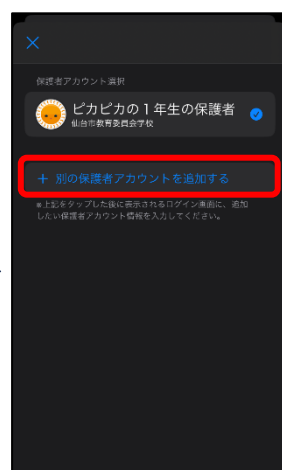 保護者アカウント選択
ピカピカの1年生の保護者
仙台市教育委員会学校
+ 別の保護者アカウントを追加する
※上記をタップした後に表示されるログイン画面に、追加
したい保護者アカウント情報を入力してください。